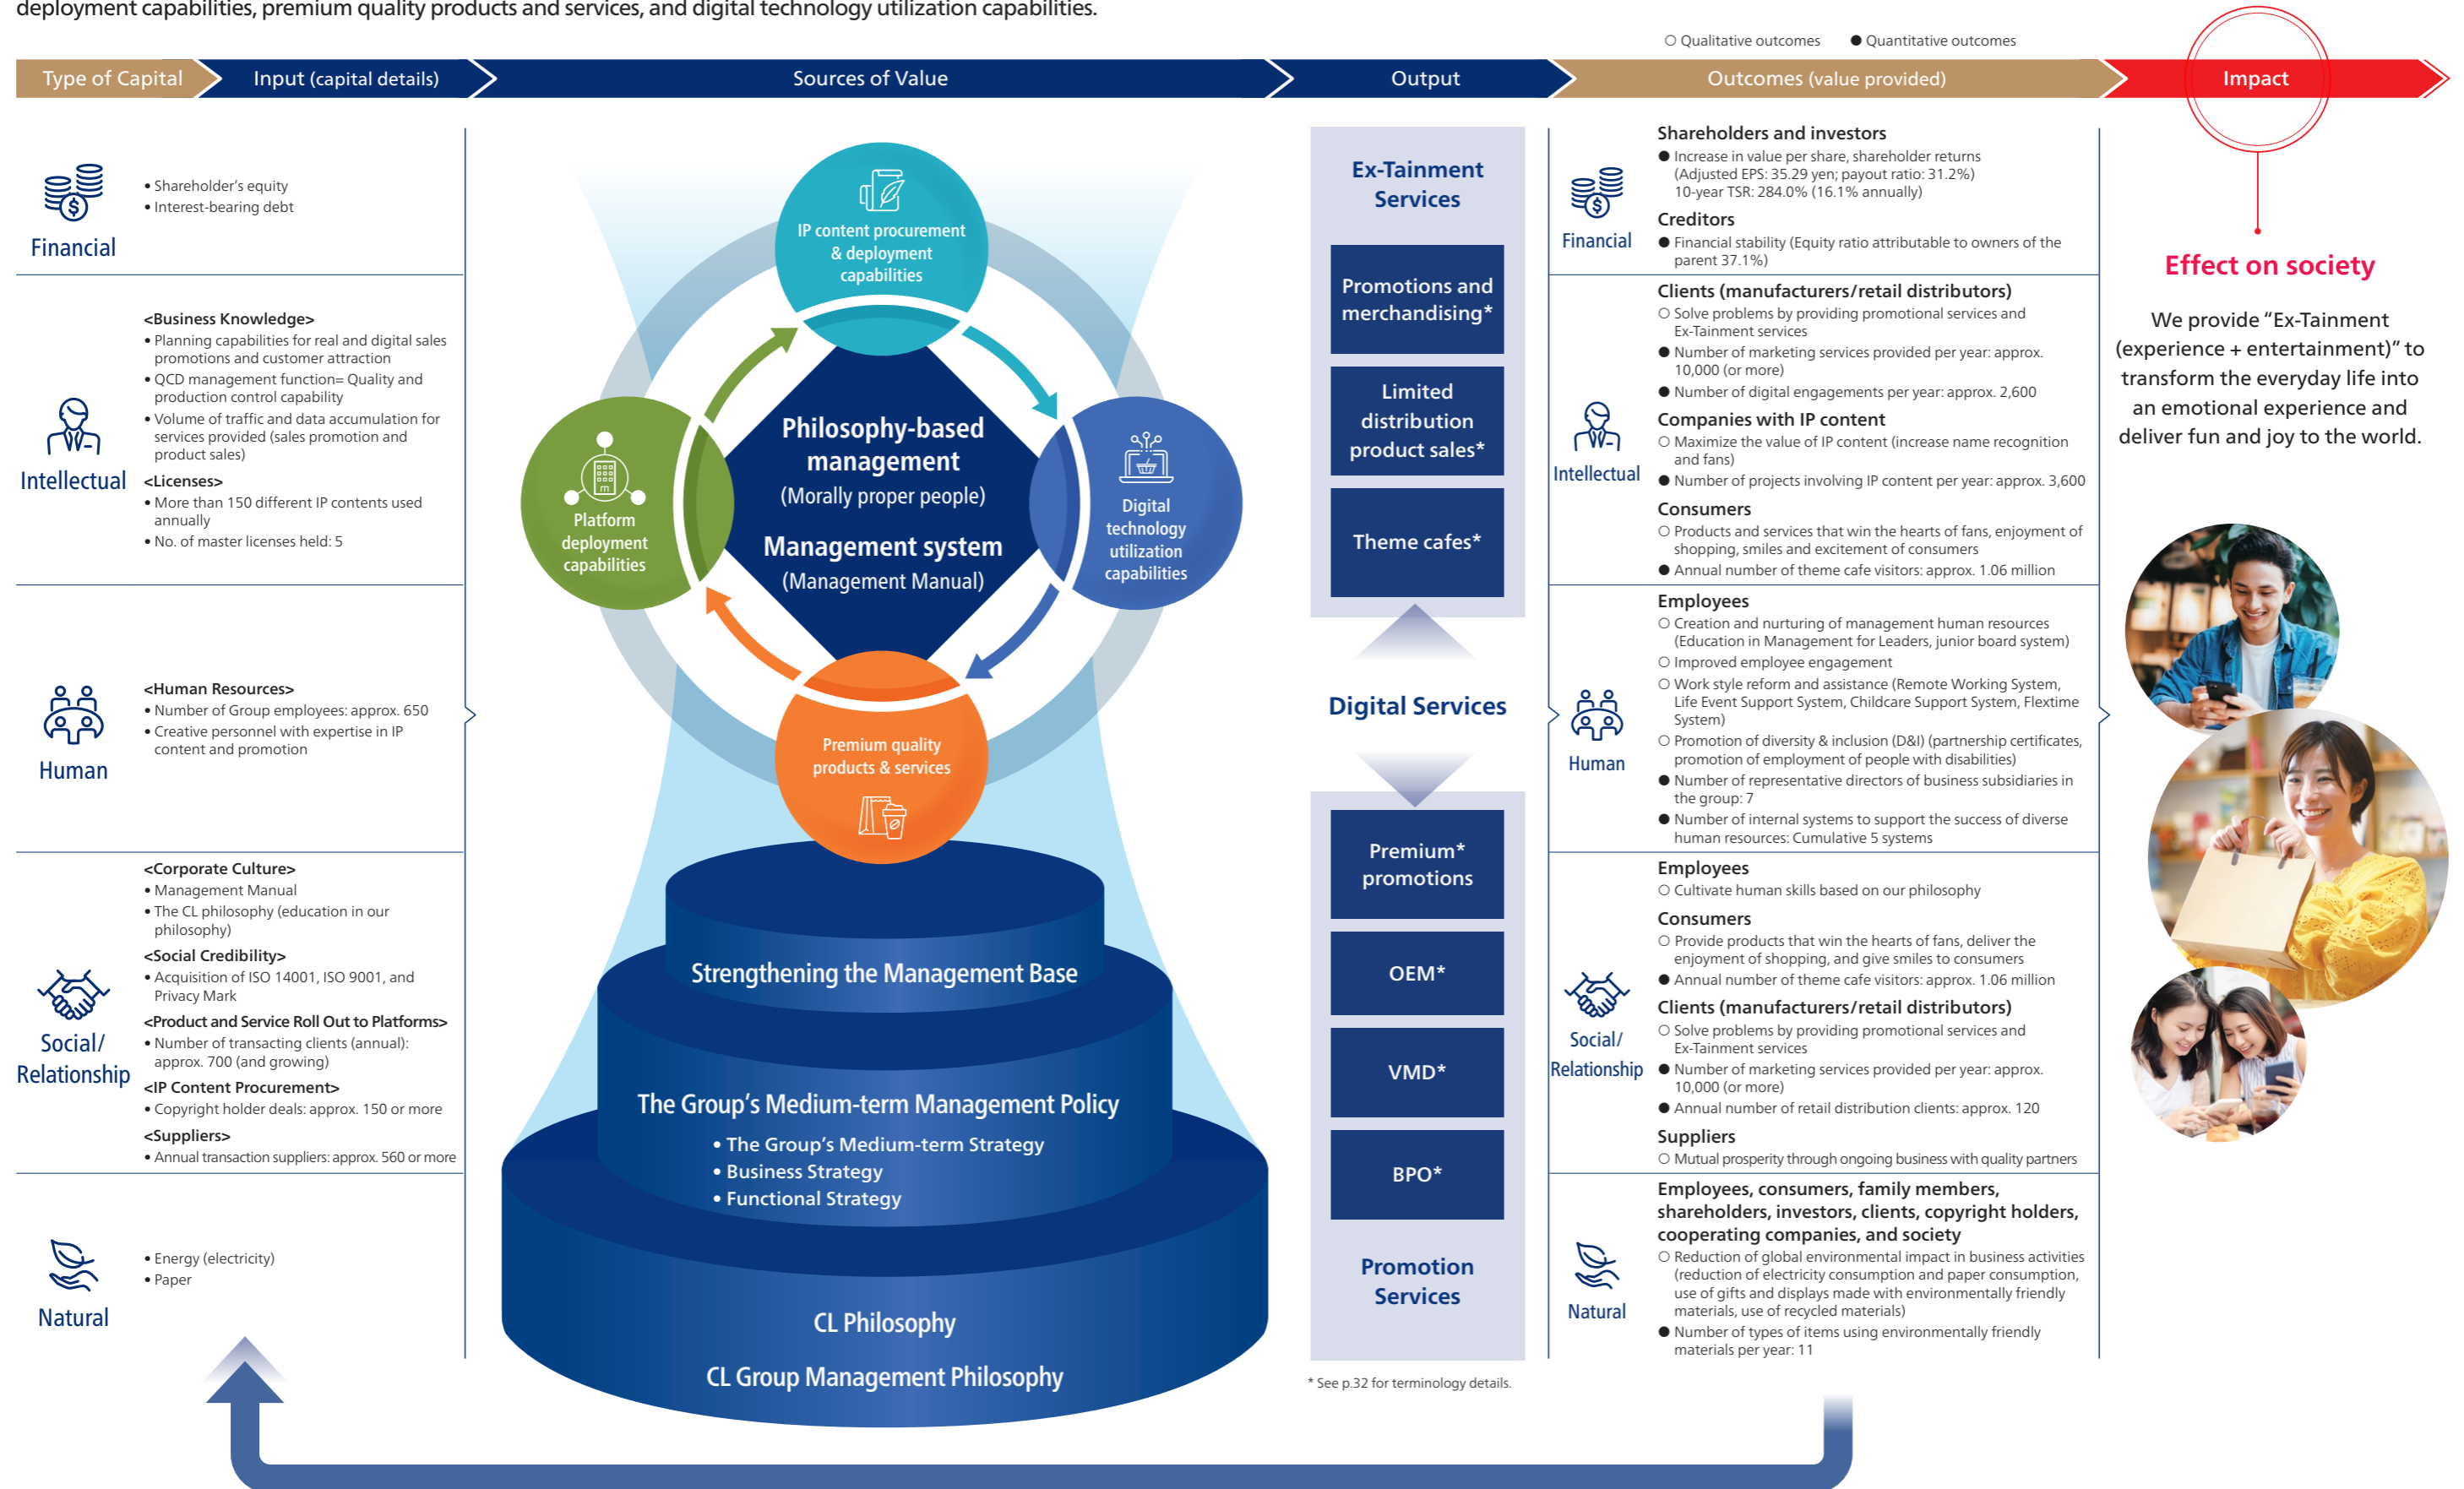 deployment capabilities, premium quality products and services, and digital technology utilization capabilities.
○ Qualitative outcomes ● Quantitative outcomes
Type of Capital
Input (capital details)
Sources of Value
Output
Outcomes (value provided)
Impact
Financial
• Shareholder's equity
• Interest-bearing debt
Intellectual
<Business Knowledge>
• Planning capabilities for real and digital sales
promotions and customer attraction
• QCD management function= Quality and
production control capability
• Volume of traffic and data accumulation for
services provided (sales promotion and
product sales)
<Licenses>
• More than 150 different IP contents used
annually
• No. of master licenses held: 5
Human
<Human Resources>
• Number of Group employees: approx. 650
• Creative personnel with expertise in IP
content and promotion
Social/
Relationship
<Corporate Culture>
• Management Manual
• The CL philosophy (education in our
philosophy)
<Social Credibility>
• Acquisition of ISO 14001, ISO 9001, and
Privacy Mark
<Product and Service Roll Out to Platforms>
• Number of transacting clients (annual):
approx. 700 (and growing)
<IP Content Procurement>
• Copyright holder deals: approx. 150 or more
<Suppliers>
• Annual transaction suppliers: approx. 560 or more
Natural
• Energy (electricity)
• Paper
IP content procurement
& deployment
capabilities
Platform
deployment
capabilities
Philosophy-based
management
(Morally proper people)
Management system
(Management Manual)
Digital
technology
utilization
capabilities
Premium quality
products & services
Strengthening the Management Base
The Group's Medium-term Management Policy
• The Group's Medium-term Strategy
• Business Strategy
• Functional Strategy
CL Philosophy
CL Group Management Philosophy
Ex-Tainment
Services
Promotions and
merchandising*
Limited
distribution
product sales*
Theme cafes*
Digital Services
Premium*
promotions
OEM*
VMD*
BPO*
Promotion
Services
* See p.32 for terminology details.
Financial
Shareholders and investors
● Increase in value per share, shareholder returns
(Adjusted EPS: 35.29 yen; payout ratio: 31.2%)
10-year TSR: 284.0% (16.1% annually)
Creditors
● Financial stability (Equity ratio attributable to owners of the
parent 37.1%)
Intellectual
Clients (manufacturers/retail distributors)
○ Solve problems by providing promotional services and
Ex-Tainment services
● Number of marketing services provided per year: approx.
10,000 (or more)
● Number of digital engagements per year: approx. 2,600
Companies with IP content
○ Maximize the value of IP content (increase name recognition
and fans)
● Number of projects involving IP content per year: approx. 3,600
Consumers
○ Products and services that win the hearts of fans, enjoyment of
shopping, smiles and excitement of consumers
● Annual number of theme cafe visitors: approx. 1.06 million
Human
Employees
○ Creation and nurturing of management human resources
(Education in Management for Leaders, junior board system)
○ Improved employee engagement
○ Work style reform and assistance (Remote Working System,
Life Event Support System, Childcare Support System, Flextime
System)
○ Promotion of diversity & inclusion (D&I) (partnership certificates,
promotion of employment of people with disabilities)
● Number of representative directors of business subsidiaries in
the group: 7
● Number of internal systems to support the success of diverse
human resources: Cumulative 5 systems
Social/
Relationship
Employees
○ Cultivate human skills based on our philosophy
Consumers
○ Provide products that win the hearts of fans, deliver the
enjoyment of shopping, and give smiles to consumers
● Annual number of theme cafe visitors: approx. 1.06 million
Clients (manufacturers/retail distributors)
○ Solve problems by providing promotional services and
Ex-Tainment services
● Number of marketing services provided per year: approx.
10,000 (or more)
● Annual number of retail distribution clients: approx. 120
Suppliers
○ Mutual prosperity through ongoing business with quality partners
Natural
Employees, consumers, family members,
shareholders, investors, clients, copyright holders,
cooperating companies, and society
○ Reduction of global environmental impact in business activities
(reduction of electricity consumption and paper consumption,
use of gifts and displays made with environmentally friendly
materials, use of recycled materials)
● Number of types of items using environmentally friendly
materials per year: 11
Effect on society
We provide “Ex-Tainment
(experience + entertainment)” to
transform the everyday life into
an emotional experience and
deliver fun and joy to the world.